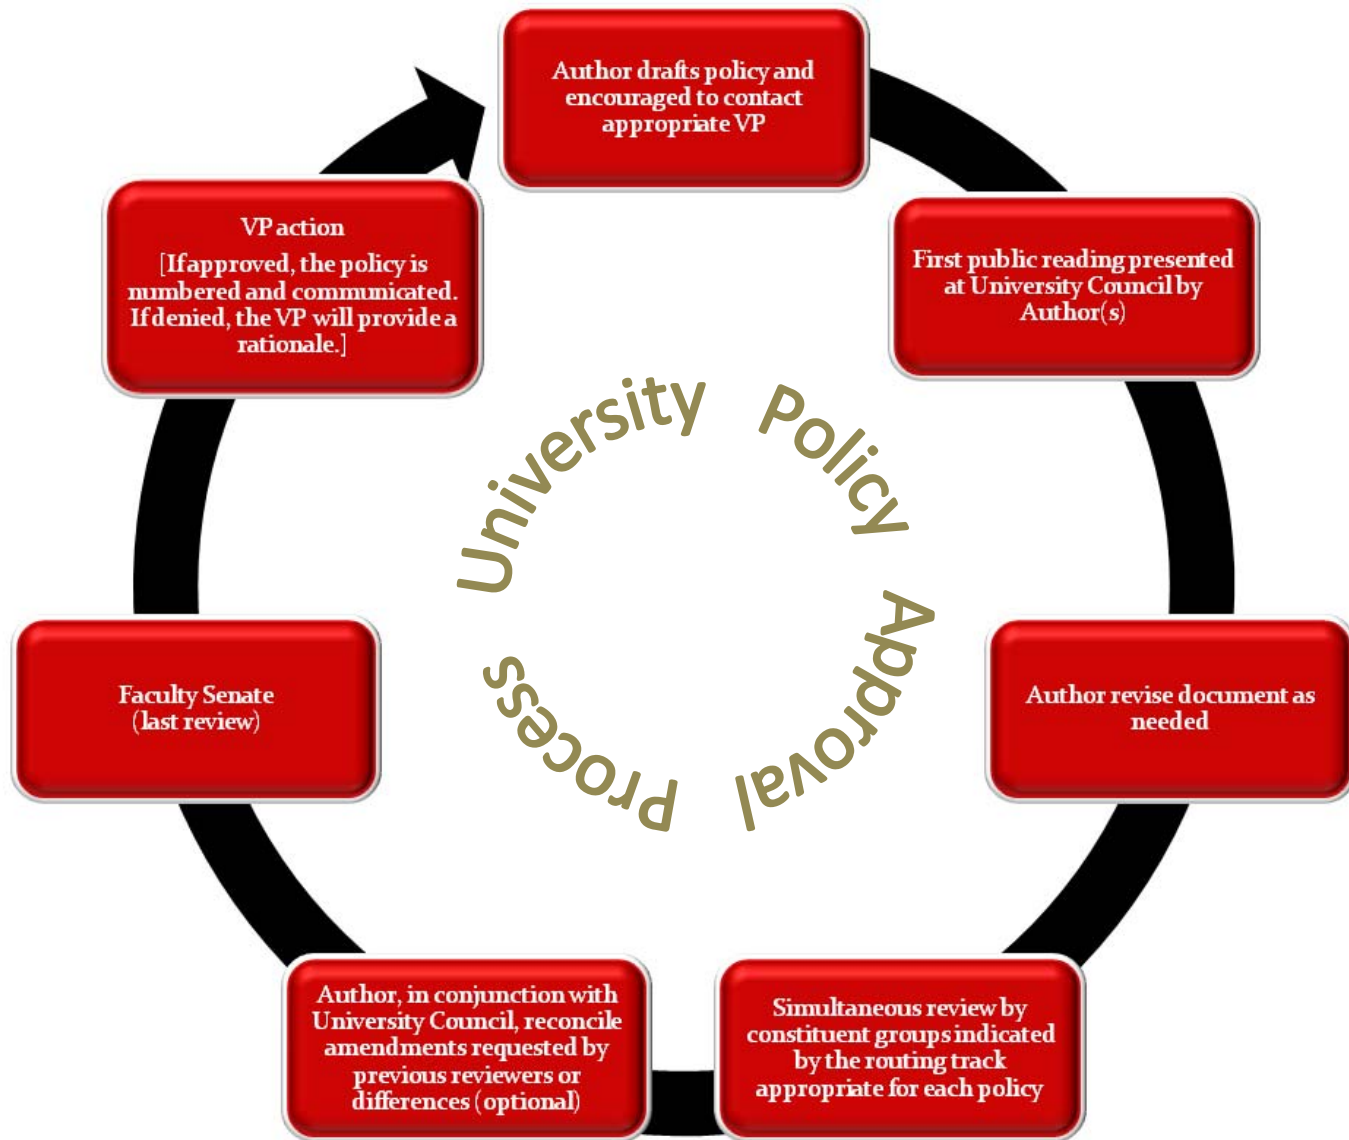 Author drafts policy and
encouraged to contact
appropriate VP
First public reading presented
at University Council by
Author(s)
Author revise document as
needed
Simultaneous review by
constituent groups indicated
by the routing track
appropriate for each policy
Author, in conjunction with
University Council, reconcile
amendments requested by
previous reviewers or
differences (optional)
Faculty Senate
(last review)
VP action
[If approved, the policy is
numbered and communicated.
If denied, the VP will provide a
rationale.]
University Policy Approval Process